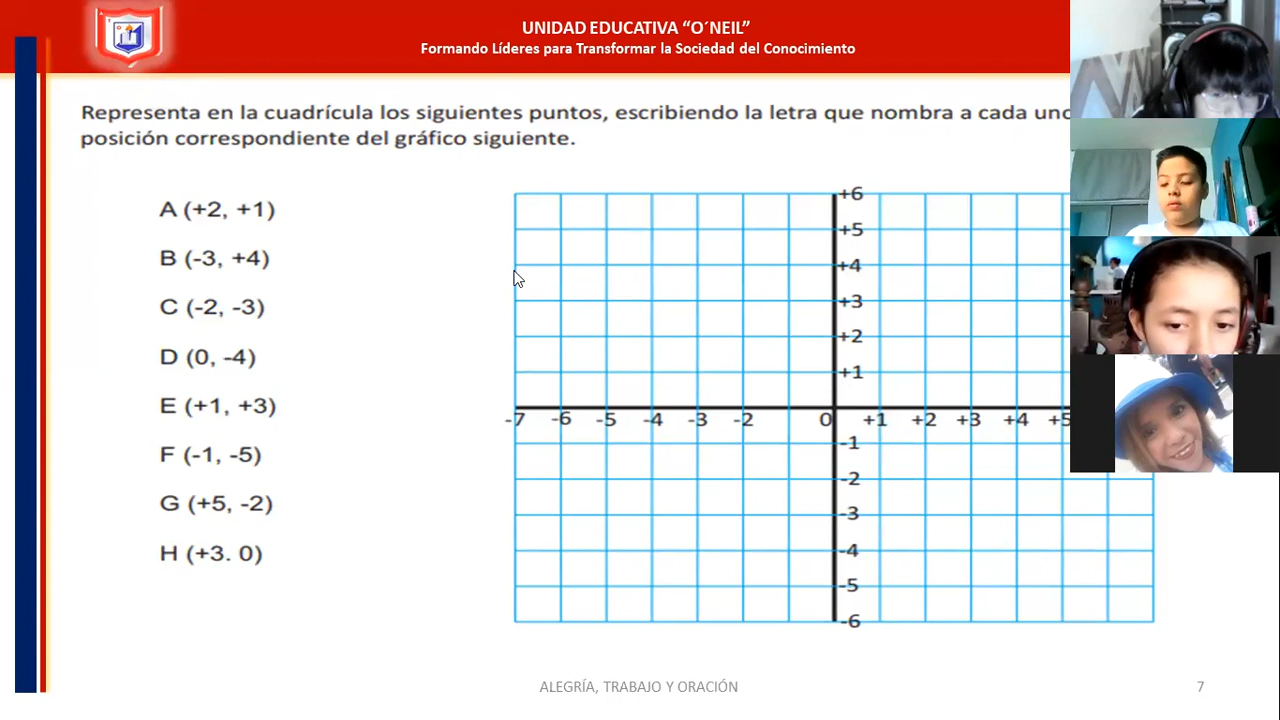 UNIDAD EDUCATIVA “O´NEIL”
Formando Líderes para Transformar la Sociedad del Conocimiento
Representa en la cuadrícula los siguientes puntos, escribiendo la letra que nombra a cada
posición correspondiente del gráfico siguiente.
A (+2, +1)
B (-3, +4)
C (-2, -3)
D (0, -4)
E (+1, +3)
F (-1, -5)
G (+5, -2)
H (+3. 0)
+6
+5
+4
+3
+2
+1
-7 -6 -5 -4 -3 -2 0 +1 +2 +3 +4 +5
-1
-2
-3
-4
-5
-6
ALEGRÍA, TRABAJO Y ORACIÓN
7